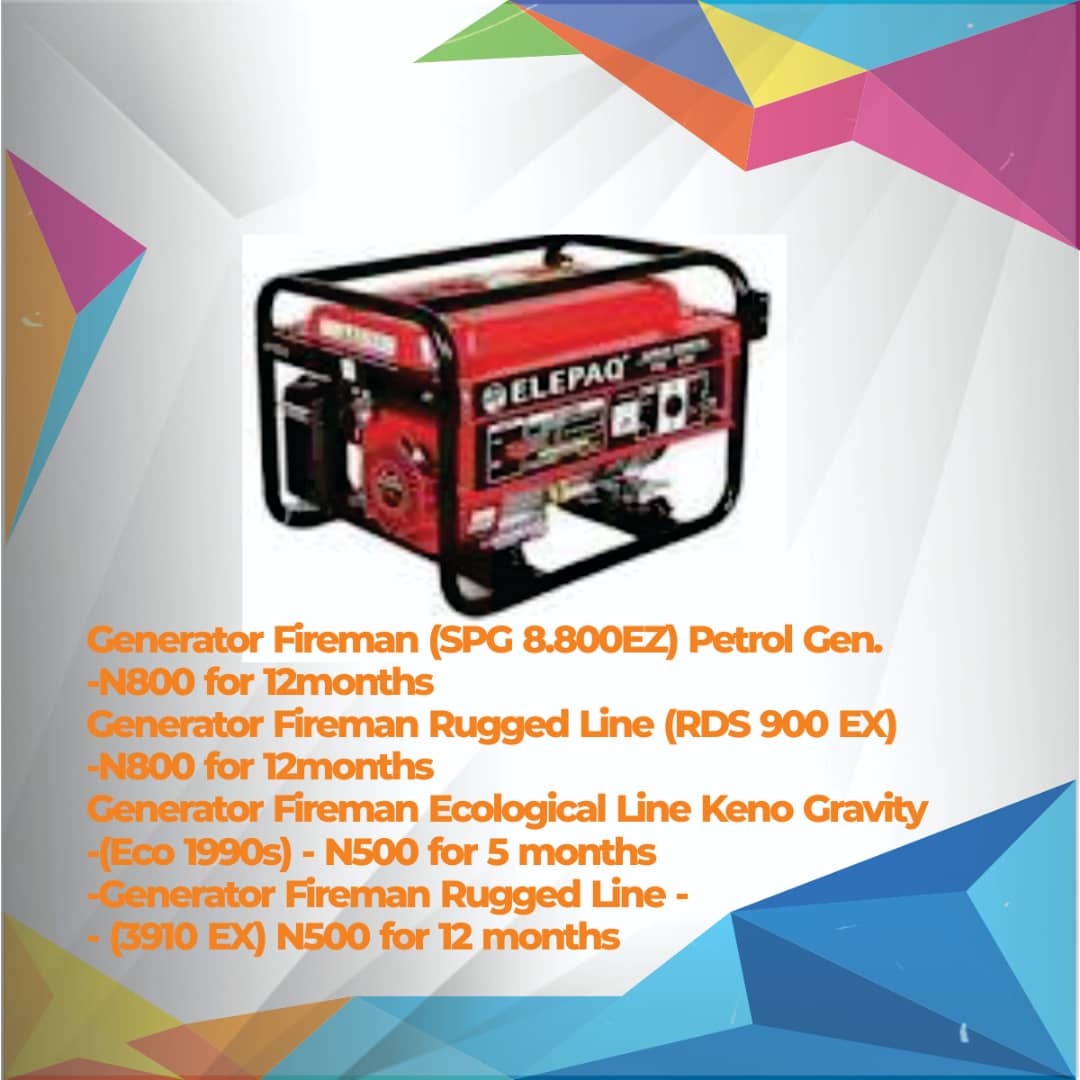 ELEPAQ
Generator Fireman (SPG 8.800EZ) Petrol Gen.
-N800 for 12months
Generator Fireman Rugged Line (RDS 900 EX)
-N800 for 12months
Generator Fireman Ecological Line Keno Gravity
-(Eco 1990s) - N500 for 5 months
-Generator Fireman Rugged Line -
- (3910 EX) N500 for 12 months